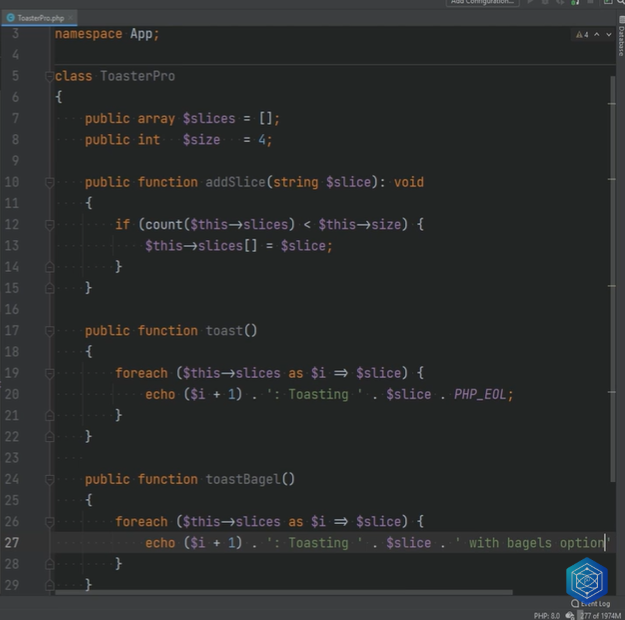 Add Configuration...
ToasterPro.php
3 namespace App;
4
5 class ToasterPro
6 {
7 public array $slices = [];
8 public int $size = 4;
9
10 public function addSlice(string $slice): void
11 {
12 if (count($this->slices) < $this->size) {
13 $this->slices[] = $slice;
14 }
15 }
16
17 public function toast()
18 {
19 foreach ($this->slices as $i => $slice) {
20 echo ($i + 1) . ': Toasting ' . $slice . PHP_EOL;
21 }
22 }
23
24 public function toastBagel()
25 {
26 foreach ($this->slices as $i => $slice) {
27 echo ($i + 1) . ': Toasting ' . $slice . ' with bagels option'
28 }
29 }
4
Database
Event Log
PHP: 8.0
277 of 1974M